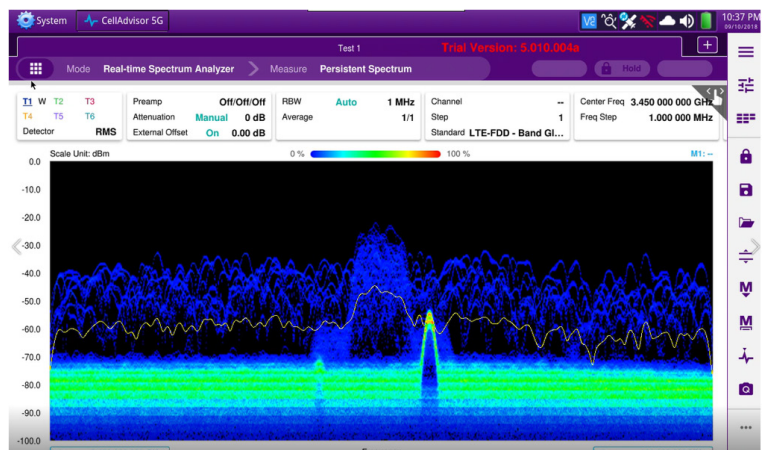 System CellAdvisor 5G 10:37 PM
09/10/2018
Test 1 Trial Version: 5.010.004a
Mode Real-time Spectrum Analyzer Measure Persistent Spectrum Hold
T1 W T2 T3
T4 T5 T6
Detector RMS
Preamp Off/Off/Off
Attenuation Manual 0 dB
External Offset On 0.00 dB
RBW Auto 1 MHz
Average 1/1
Channel --
Step 1
Standard LTE-FDD - Band Gl...
Center Freq 3.450 000 000 GHz
Freq Step 1.000 000 MHz
Scale Unit: dBm 0 % 100 % M1: --
0.0
-10.0
-20.0
-30.0
-40.0
-50.0
-60.0
-70.0
-80.0
-90.0
-100.0
M
M